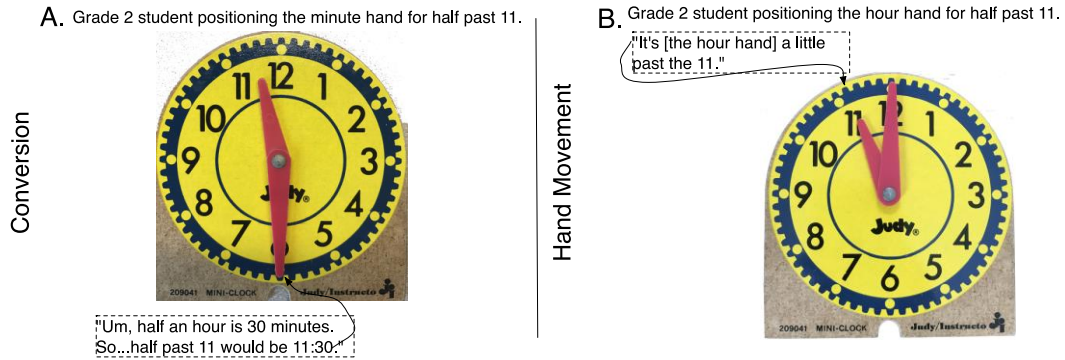 A. Grade 2 student positioning the minute hand for half past 11.
Conversion
11 12 1
10 2
9 3
8 4
7 6 5
Judy®
209041 MINI-CLOCK Judy/Instructo
"Um, half an hour is 30 minutes.
So...half past 11 would be 11:30."
B. Grade 2 student positioning the hour hand for half past 11.
"It's [the hour hand] a little
past the 11."
Hand Movement
11 12 1
10 2
9 3
8 4
7 6 5
Judy®
209041 MINI-CLOCK Judy/Instructo